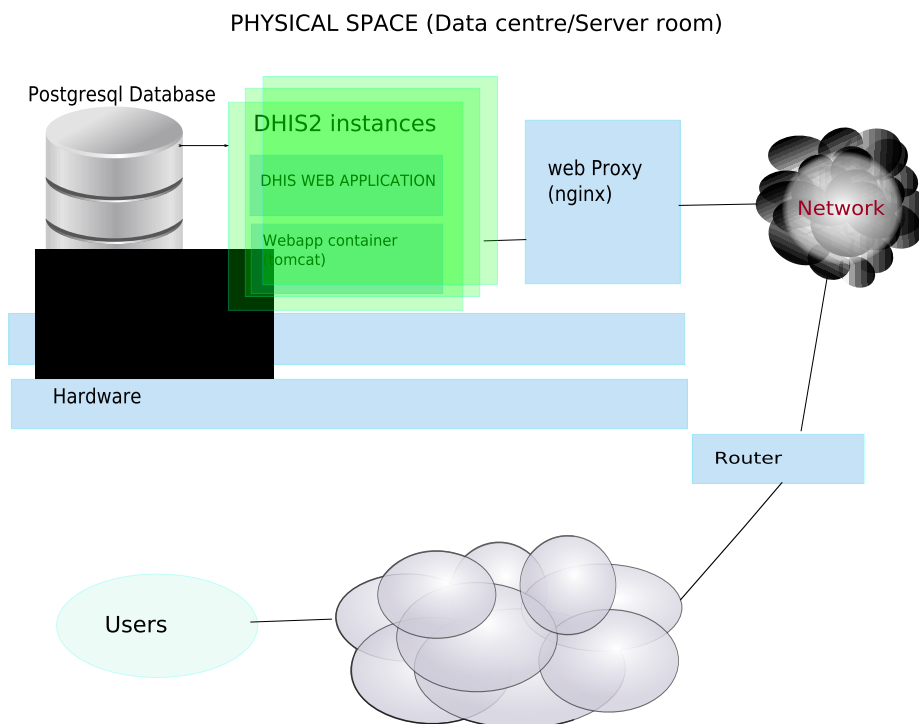 PHYSICAL SPACE (Data centre/Server room)
Postgresql Database
DHIS2 instances
DHIS WEB APPLICATION
Webapp container
(tomcat)
web Proxy
(nginx)
Network
Hardware
Router
Users